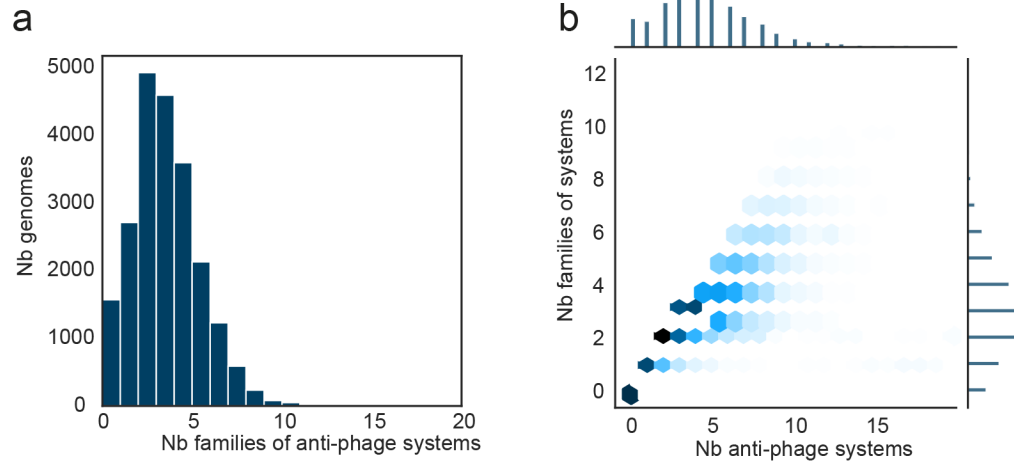 a
5000
4000
3000
2000
1000
0
Nb genomes
0 5 10 15 20
Nb families of anti-phage systems
b
12
10
8
6
4
2
0
Nb families of systems
0 5 10 15
Nb anti-phage systems